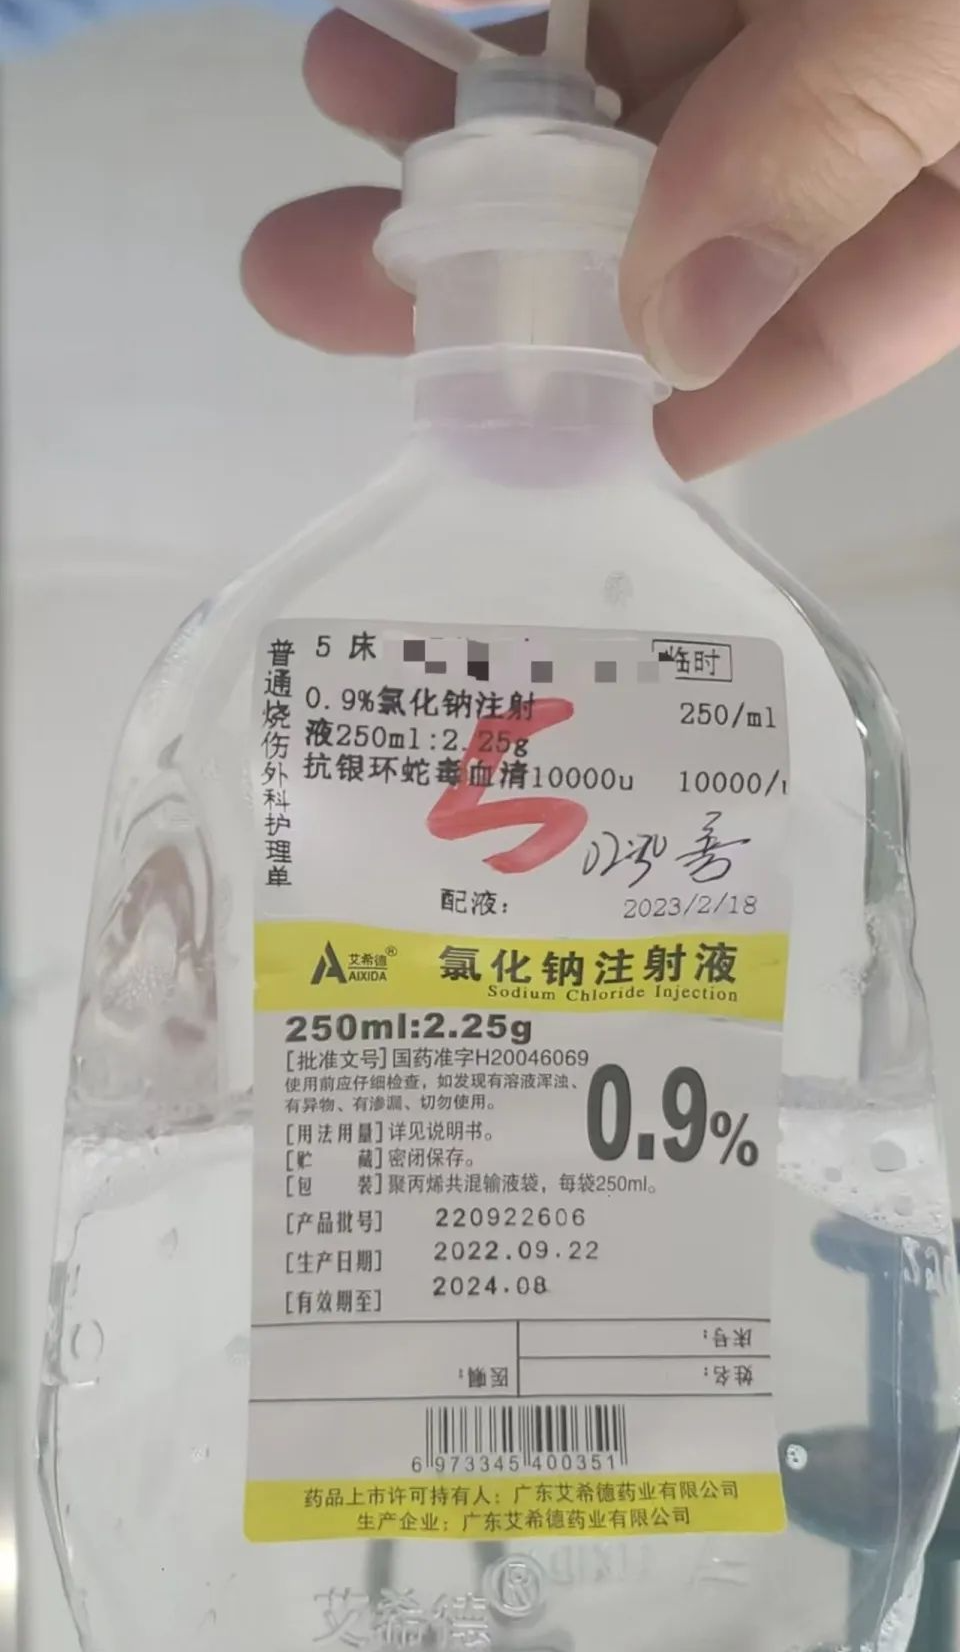 普通烧伤外科护理单
5 床
临时
0.9%氯化钠注射 250/ml
液250ml:2.25g
抗银环蛇毒血清10000u 10000/
5
配液：
2023/2/18
艾希德®
AIXIDA
氯化钠注射液
Sodium Chloride Injection
250ml:2.25g
[批准文号]国药准字H20046069
使用前应仔细检查，如发现有溶液浑浊、
有异物、有渗漏、切勿使用。
0.9%
[用法用量]详见说明书。
[贮 藏]密闭保存。
[包 装]聚丙烯共混输液袋，每袋250ml。
[产品批号] 220922606
[生产日期] 2022.09.22
[有效期至] 2024.08
床号：
姓名：
医嘱：
6 973345 400351
药品上市许可持有人：广东艾希德药业有限公司
生产企业：广东艾希德药业有限公司
艾希德®